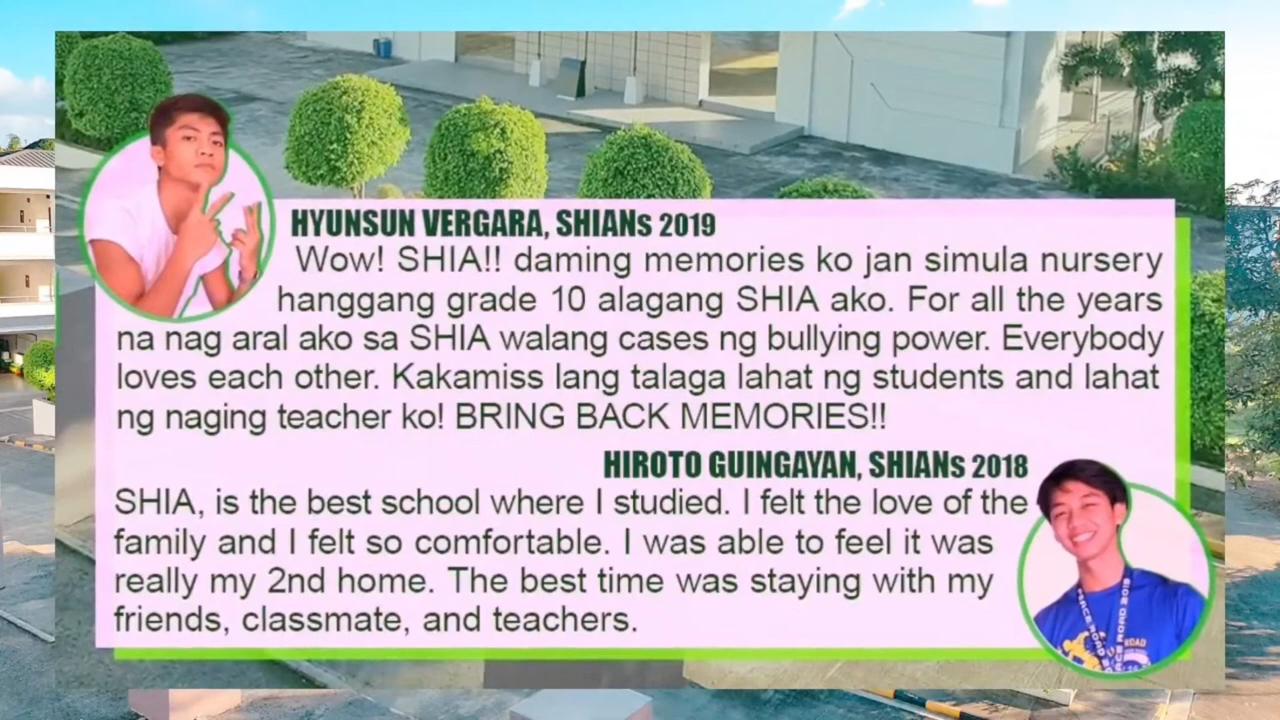 HYUNSUN VERGARA, SHIANs 2019
Wow! SHIA!! daming memories ko jan simula nursery
hanggang grade 10 alagang SHIA ako. For all the years
na nag aral ako sa SHIA walang cases ng bullying power. Everybody
loves each other. Kakamiss lang talaga lahat ng students and lahat
ng naging teacher ko! BRING BACK MEMORIES!!
HIROTO GUINGAYAN, SHIANs 2018
SHIA, is the best school where I studied. I felt the love of the
family and I felt so comfortable. I was able to feel it was
really my 2nd home. The best time was staying with my
friends, classmate, and teachers.